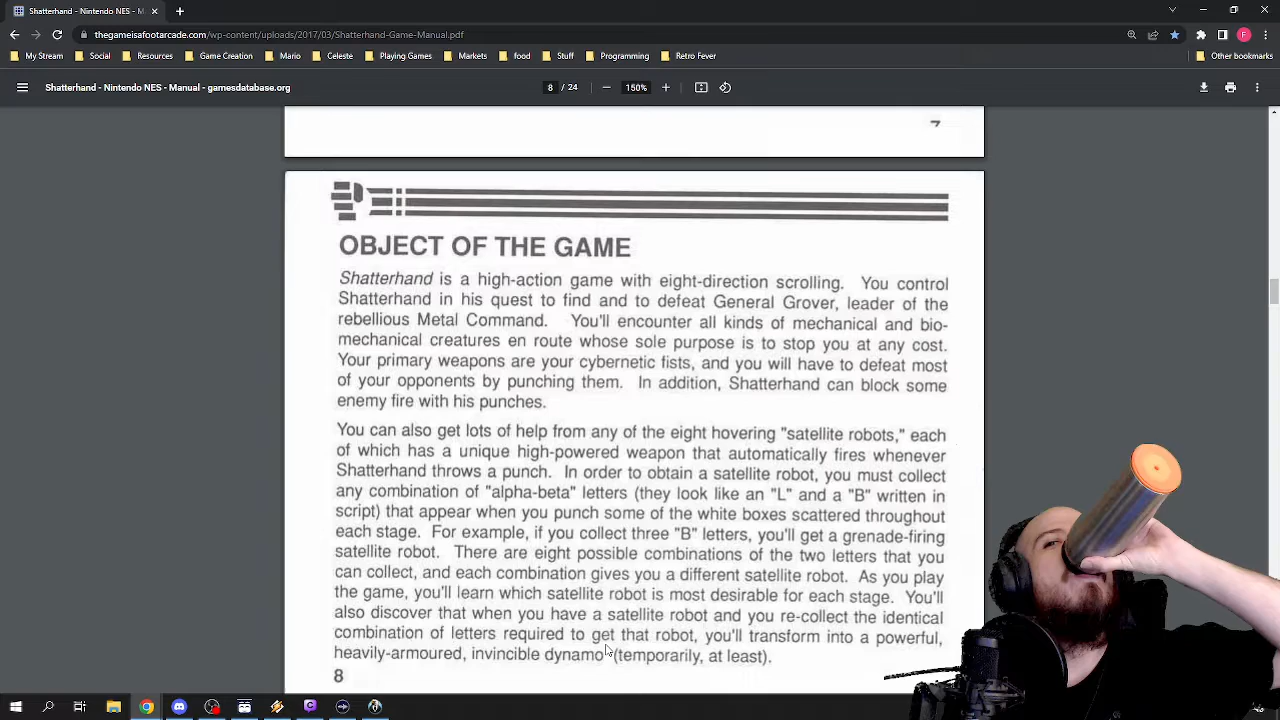 Shatterhand - Nintendo NES - M
thegameisafootarcade.com/wp-content/uploads/2017/03/Shatterhand-Game-Manual.pdf
My Stream Social Resources Game Creation Mario Celeste Playing Games Markets food Stuff Programming Retro Fever Other bookmarks
Shatterhand - Nintendo NES - Manual - gamesdatabase.org 8 / 24 150%
7
OBJECT OF THE GAME
Shatterhand is a high-action game with eight-direction scrolling. You control
Shatterhand in his quest to find and to defeat General Grover, leader of the
rebellious Metal Command. You'll encounter all kinds of mechanical and bio-
mechanical creatures en route whose sole purpose is to stop you at any cost.
Your primary weapons are your cybernetic fists, and you will have to defeat most
of your opponents by punching them. In addition, Shatterhand can block some
enemy fire with his punches.
You can also get lots of help from any of the eight hovering "satellite robots," each
of which has a unique high-powered weapon that automatically fires whenever
Shatterhand throws a punch. In order to obtain a satellite robot, you must collect
any combination of "alpha-beta" letters (they look like an "L" and a "B" written in
script) that appear when you punch some of the white boxes scattered throughout
each stage. For example, if you collect three "B" letters, you'll get a grenade-firing
satellite robot. There are eight possible combinations of the two letters that you
can collect, and each combination gives you a different satellite robot. As you play
the game, you'll learn which satellite robot is most desirable for each stage. You'll
also discover that when you have a satellite robot and you re-collect the identical
combination of letters required to get that robot, you'll transform into a powerful,
heavily-armoured, invincible dynamo (temporarily, at least).
8